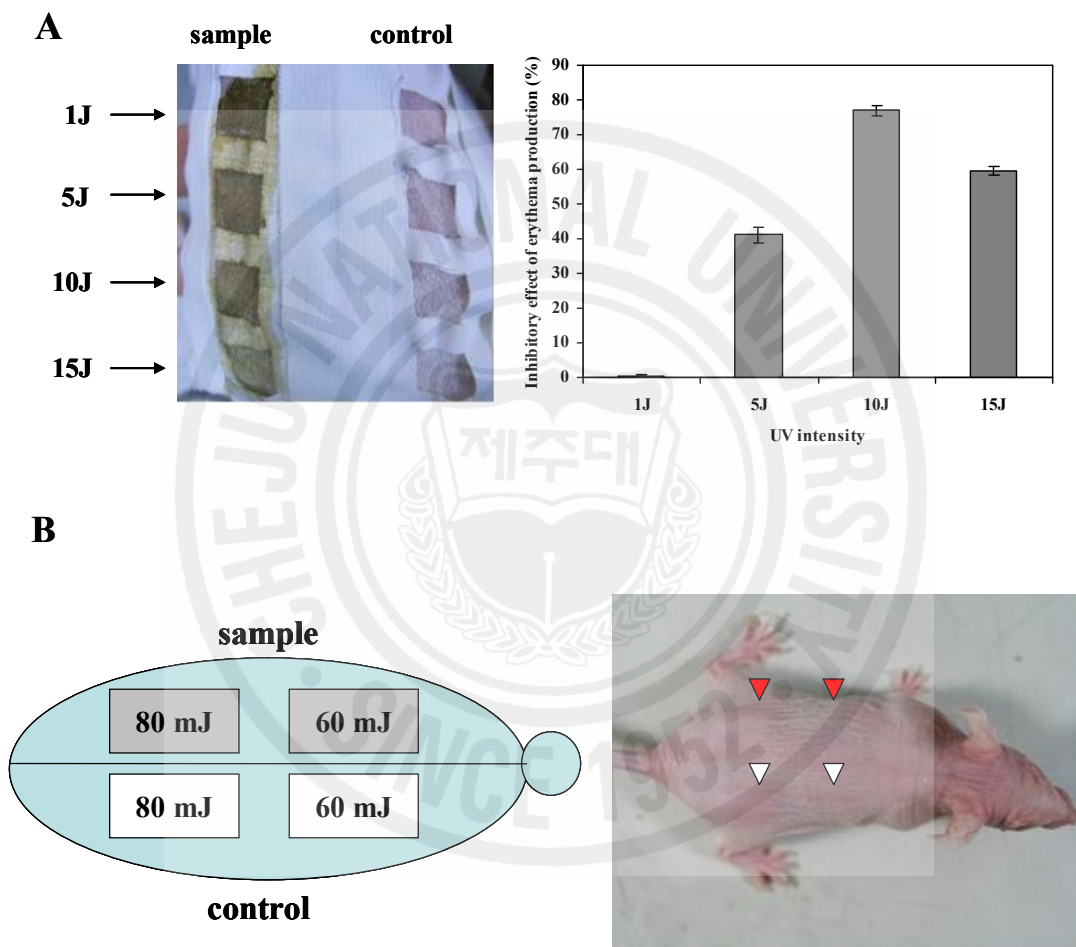 A
sample control
1J
5J
10J
15J
Inhibitory effect of erythema production (%)
90
80
70
60
50
40
30
20
10
0
1J 5J 10J 15J
UV intensity
CHEJU NATIONAL UNIVERSITY
제주대
SINCE 1952
B
sample
80 mJ 60 mJ
80 mJ 60 mJ
control